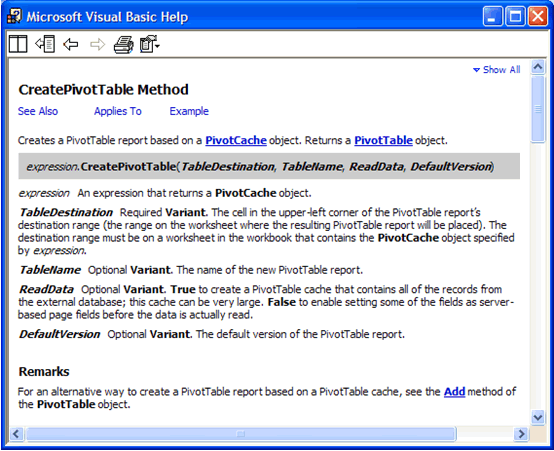 Microsoft Visual Basic Help
Show All
CreatePivotTable Method
See Also Applies To Example
Creates a PivotTable report based on a PivotCache object. Returns a PivotTable object.
expression.CreatePivotTable(TableDestination, TableName, ReadData, DefaultVersion)
expression An expression that returns a PivotCache object.
TableDestination Required Variant. The cell in the upper-left corner of the PivotTable report's
destination range (the range on the worksheet where the resulting PivotTable report will be placed). The
destination range must be on a worksheet in the workbook that contains the PivotCache object specified
by expression.
TableName Optional Variant. The name of the new PivotTable report.
ReadData Optional Variant. True to create a PivotTable cache that contains all of the records from
the external database; this cache can be very large. False to enable setting some of the fields as server-
based page fields before the data is actually read.
DefaultVersion Optional Variant. The default version of the PivotTable report.
Remarks
For an alternative way to create a PivotTable report based on a PivotTable cache, see the Add method of
the PivotTable object.